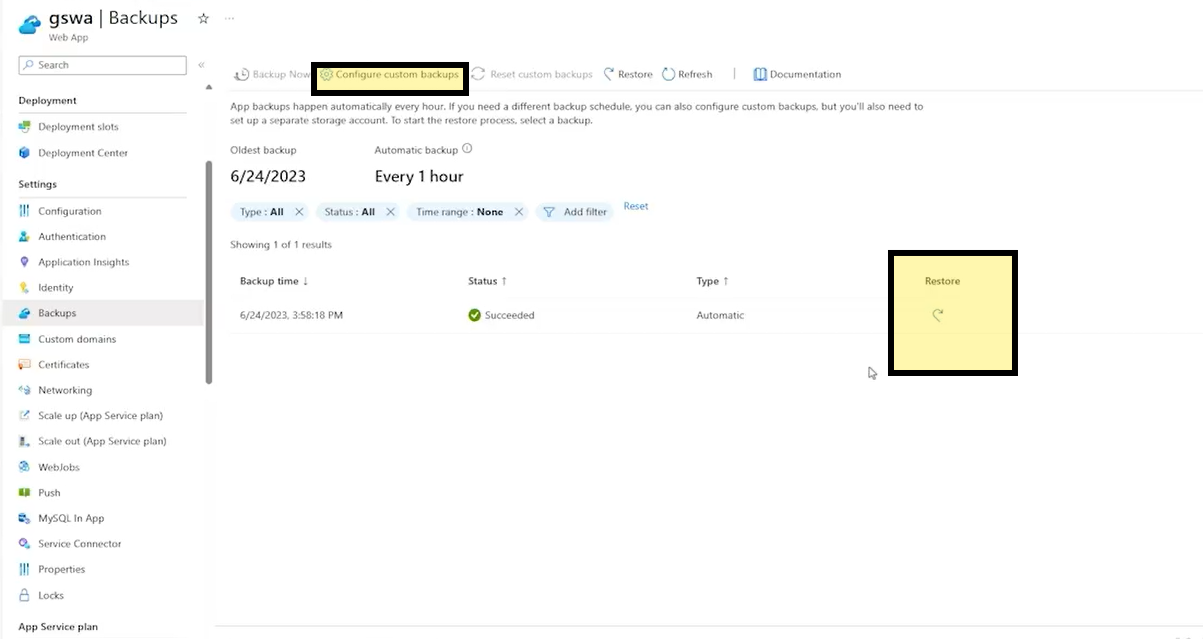 gswa | Backups
Web App
Search
Deployment
Deployment slots
Deployment Center
Settings
Configuration
Authentication
Application Insights
Identity
Backups
Custom domains
Certificates
Networking
Scale up (App Service plan)
Scale out (App Service plan)
WebJobs
Push
MySQL In App
Service Connector
Properties
Locks
App Service plan
Backup Now Configure custom backups Reset custom backups Restore Refresh | Documentation
App backups happen automatically every hour. If you need a different backup schedule, you can also configure custom backups, but you'll also need to
set up a separate storage account. To start the restore process, select a backup.
Oldest backup Automatic backup
6/24/2023 Every 1 hour
Type : All Status : All Time range : None Add filter Reset
Showing 1 of 1 results
Backup time ↓ Status ↑ Type ↑ Restore
6/24/2023, 3:58:18 PM Succeeded Automatic